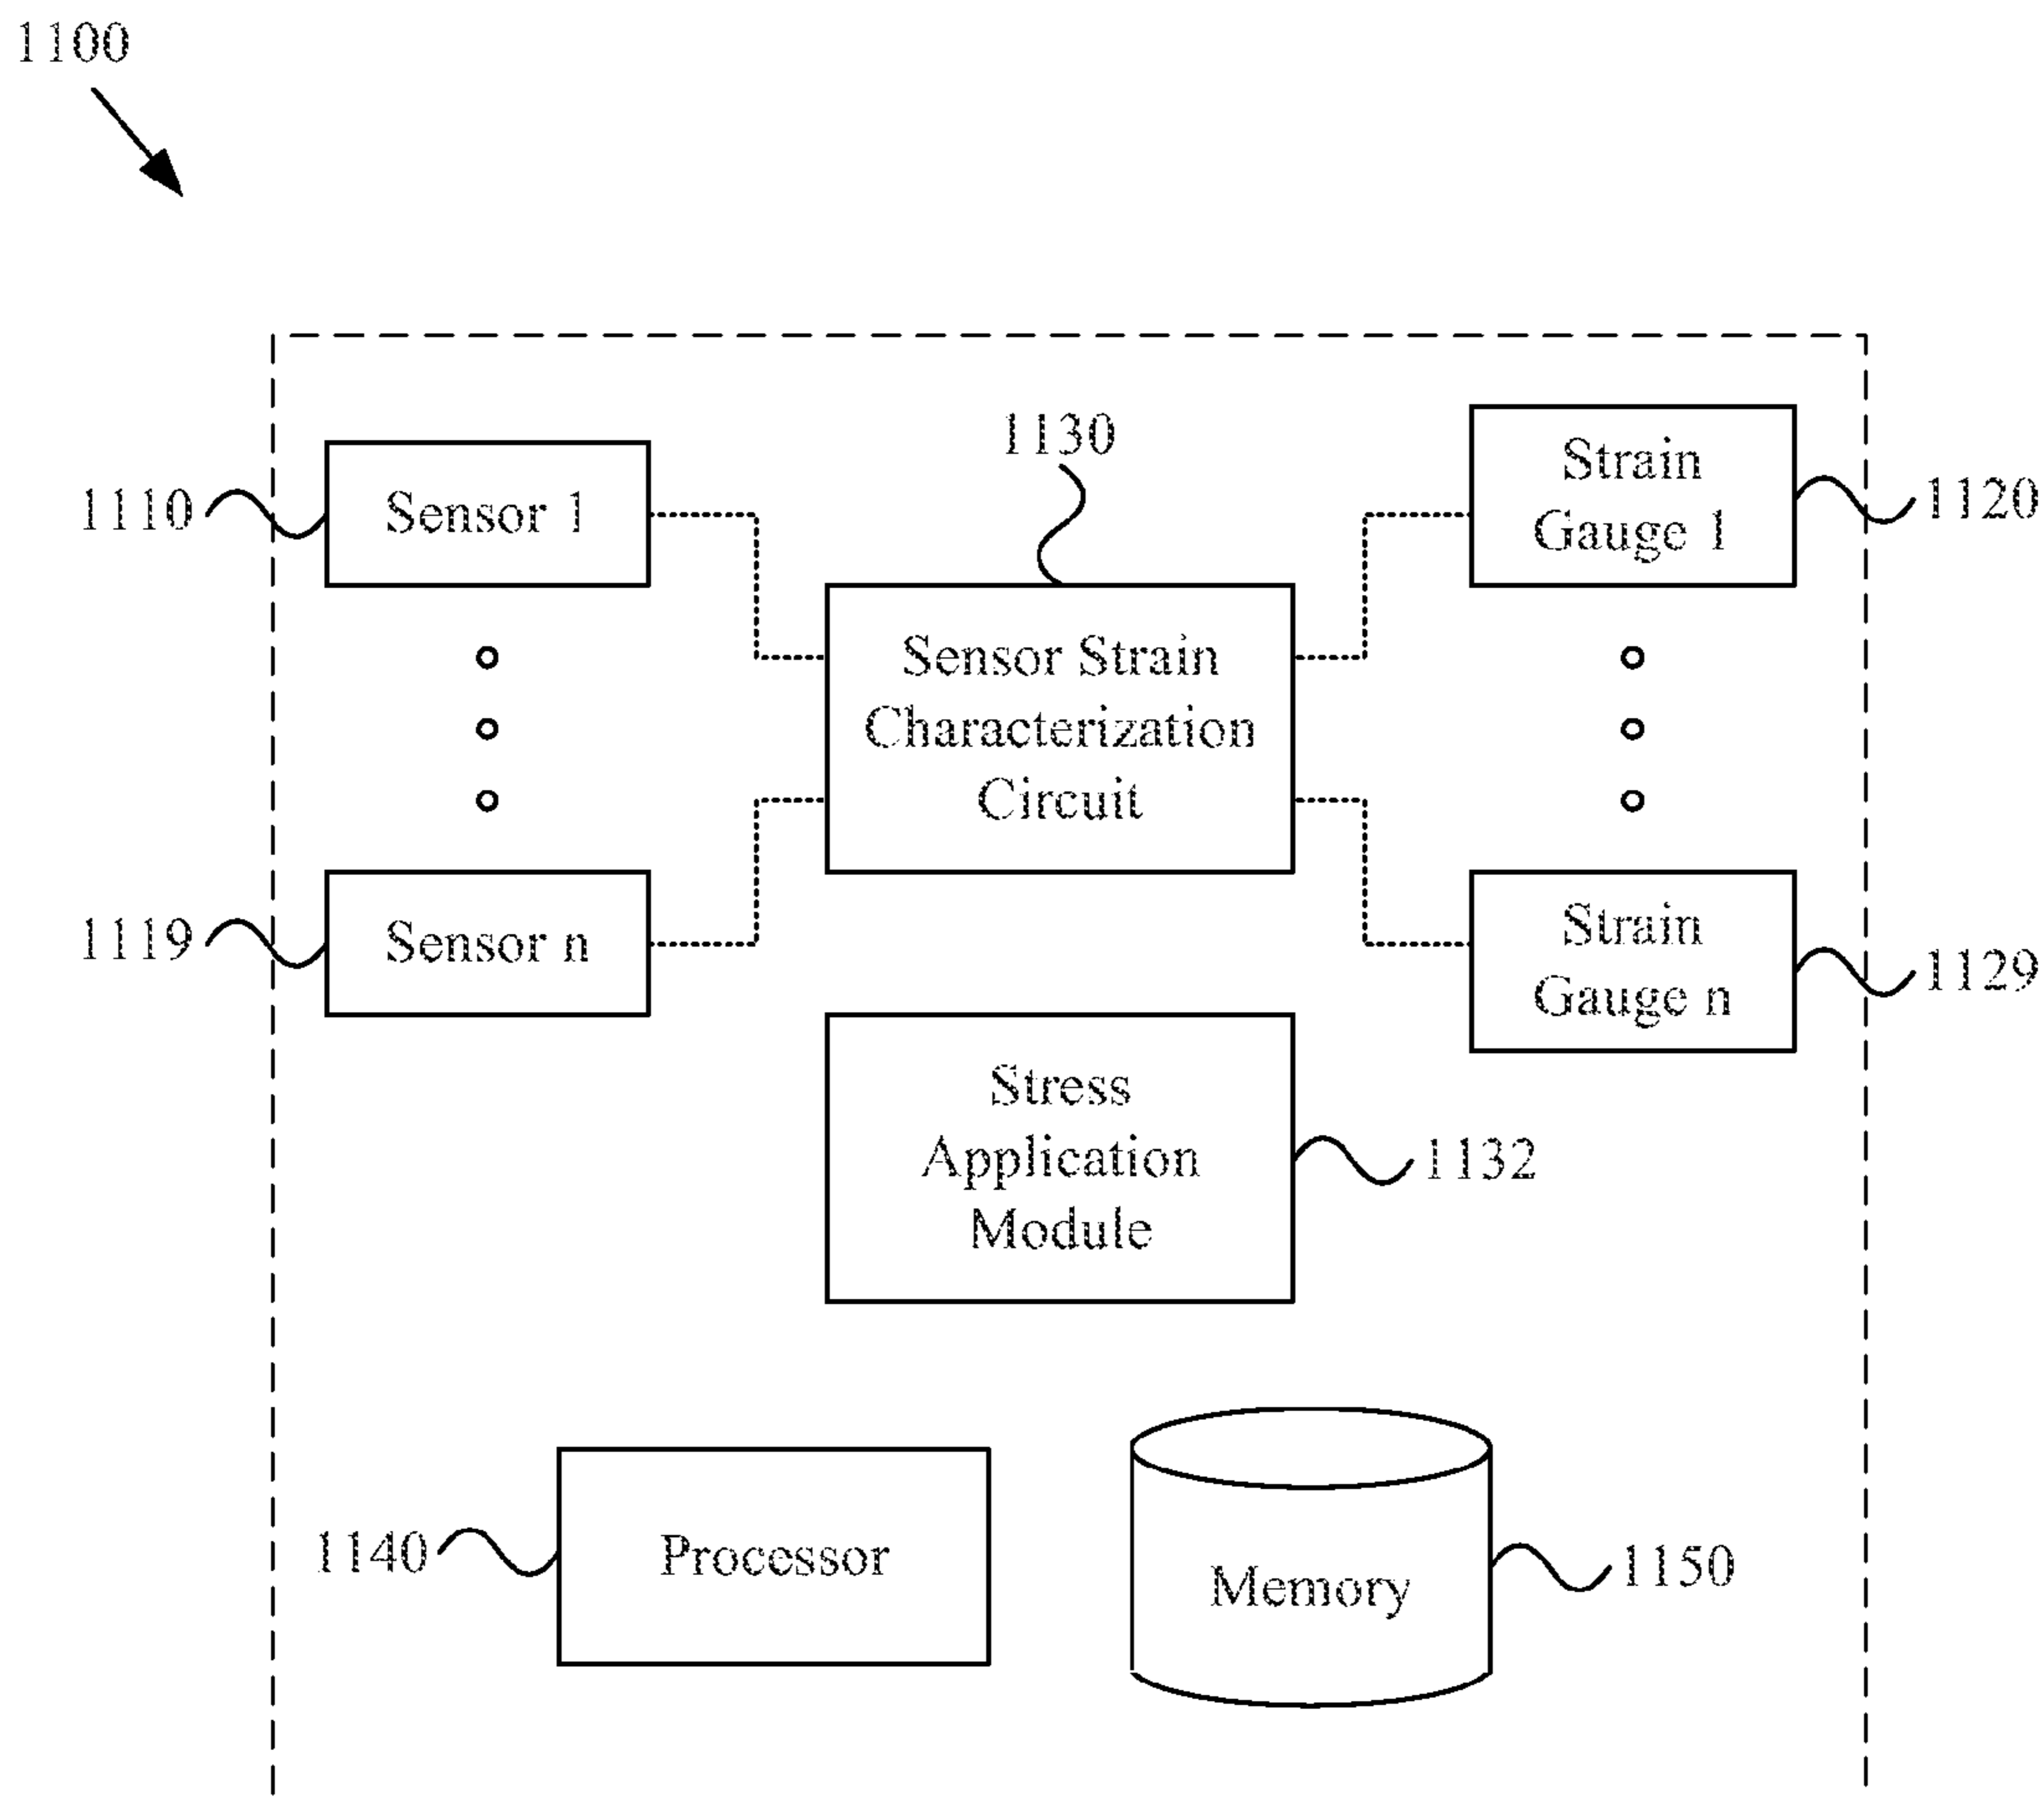 1100
1130
1110
Sensor 1
Strain
Gauge 1
1120
Sensor Strain
Characterization
Circuit
1119
Sensor n
Strain
Gauge n
1129
Stress
Application
Module
1132
1140
Processor
Memory
1150